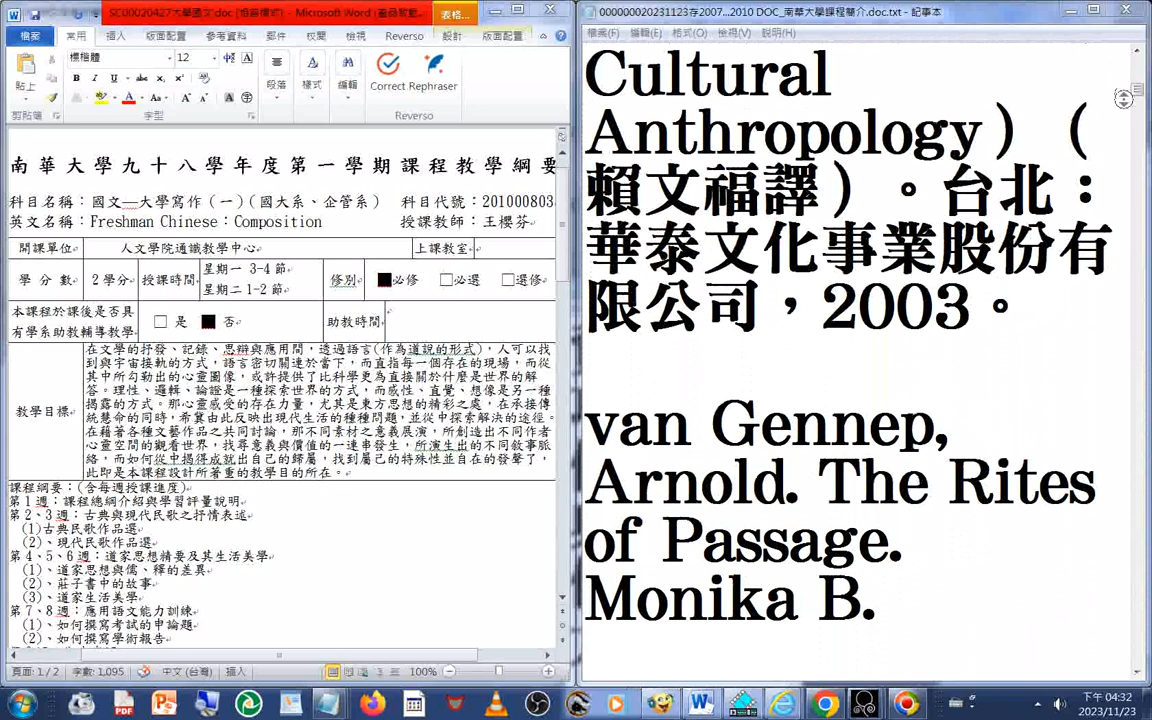 SC00020427大學國文.doc [相容模式] - Microsoft Word (產品啟動...
表格...
檔案 常用 插入 版面配置 參考資料 郵件 校閱 檢視 Reverso 設計 版面配置
標楷體 12
貼上 段落 樣式 編輯 Correct Rephraser
剪貼簿 字型 Reverso
南華大學九十八學年度第一學期課程教學綱要
科目名稱：國文—大學寫作（一）(國大系、企管系) 科目代號：201000803
英文名稱：Freshman Chinese：Composition 授課教師：王櫻芬
開課單位 人文學院通識教學中心 上課教室
學分數 2學分 授課時間 星期一 3-4節 修別 ■必修 □必選 □選修
星期二 1-2節
本課程於課後是否具 □ 是 ■ 否 助教時間
有學系助教輔導教學
教學目標
在文學的抒發、記錄、思辯與應用間，透過語言(作為道說的形式)，人可以找
到與宇宙接軌的方式，語言密切關連於當下，而直指每一個存在的現場，而從
其中所勾勒出的心靈圖像，或許提供了比科學更為直接關於什麼是世界的解
答。理性、邏輯、論證是一種探索世界的方式，而感性、直覺、想像是另一種
揭露的方式。那心靈感受的存在力量，尤其是東方思想的精彩之處，在承接傳
統慧命的同時，希冀由此反映出現代生活的種種問題，並從中探索解決的途徑。
在藉著各種文藝作品之共同討論，那不同素材之意義展演，所創造出不同作者
心靈空間的觀看世界，找尋意義與價值的一連串發生，所演生出的不同敘事脈
絡，而如何從中揭得成就出自己的歸屬，找到屬己的特殊性並自在的發聲了，
此即是本課程設計所著重的教學目的所在。
課程綱要：(含每週授課進度)
第1週：課程總綱介紹與學習評量說明
第2、3週：古典與現代民歌之抒情表述
(1)古典民歌作品選
(2)、現代民歌作品選
第4、5、6週：道家思想精要及其生活美學
(1)、道家思想與儒、釋的差異
(2)、莊子書中的故事
(3)、道家生活美學
第7、8週：應用語文能力訓練
(1)、如何撰寫考試的申論題
(2)、如何撰寫學術報告
頁面: 1/2 字數: 1,095 中文 (台灣) 插入 100%
000000020231123存2007...2010 DOC_南華大學課程簡介.doc.txt - 記事本
檔案(F) 編輯(E) 格式(O) 檢視(V) 說明(H)
Cultural
Anthropology）（
賴文福譯）。台北：
華泰文化事業股份有
限公司，2003。
van Gennep,
Arnold. The Rites
of Passage.
Monika B.
下午 04:32
2023/11/23